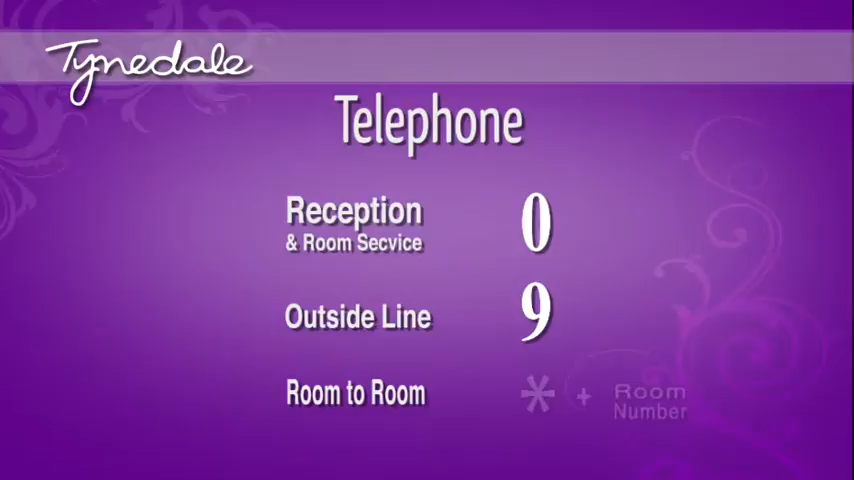 Tynedale
Telephone
Reception 0
& Room Secvice
Outside Line 9
Room to Room * + Room
Number